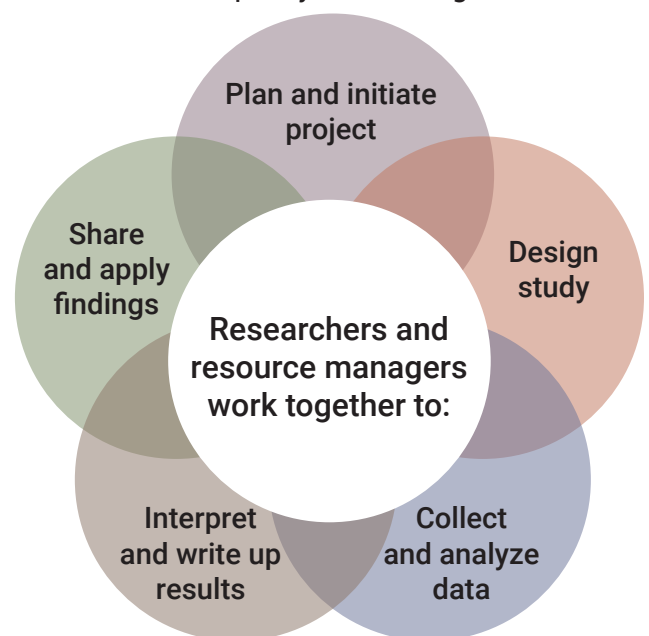 Plan and initiate
project
Design
study
Collect
and analyze
data
Interpret
and write up
results
Share
and apply
findings
Researchers and
resource managers
work together to: